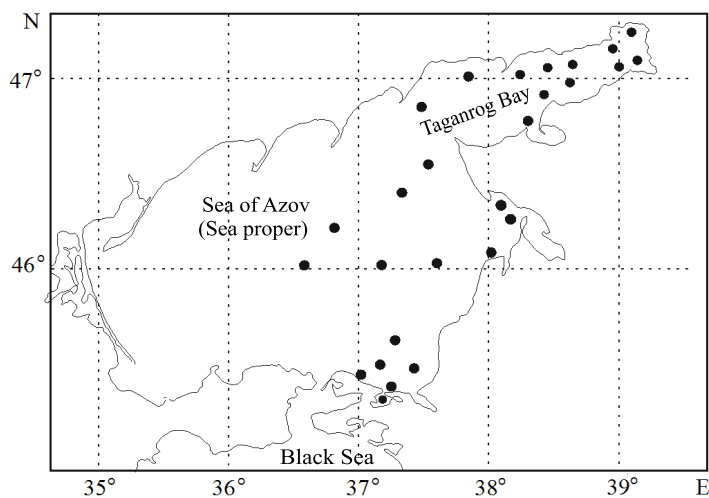 N
47°
Taganrog Bay
Sea of Azov
(Sea proper)
46°
Black Sea
35° 36° 37° 38° 39° E